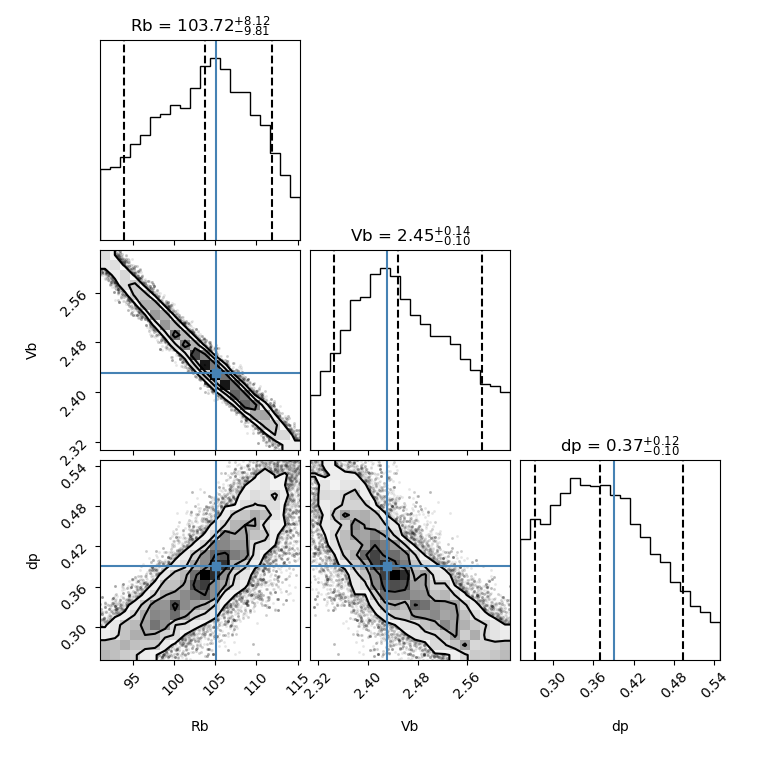 Rb = 103.72+8.12−9.81
Vb = 2.45+0.14−0.10
2.56
2.48
2.40
2.32
Vb
dp = 0.37+0.12−0.10
0.54
0.48
0.42
0.36
0.30
dp
95
100
105
110
115
2.32
2.40
2.48
2.56
0.30
0.36
0.42
0.48
0.54
Rb
Vb
dp